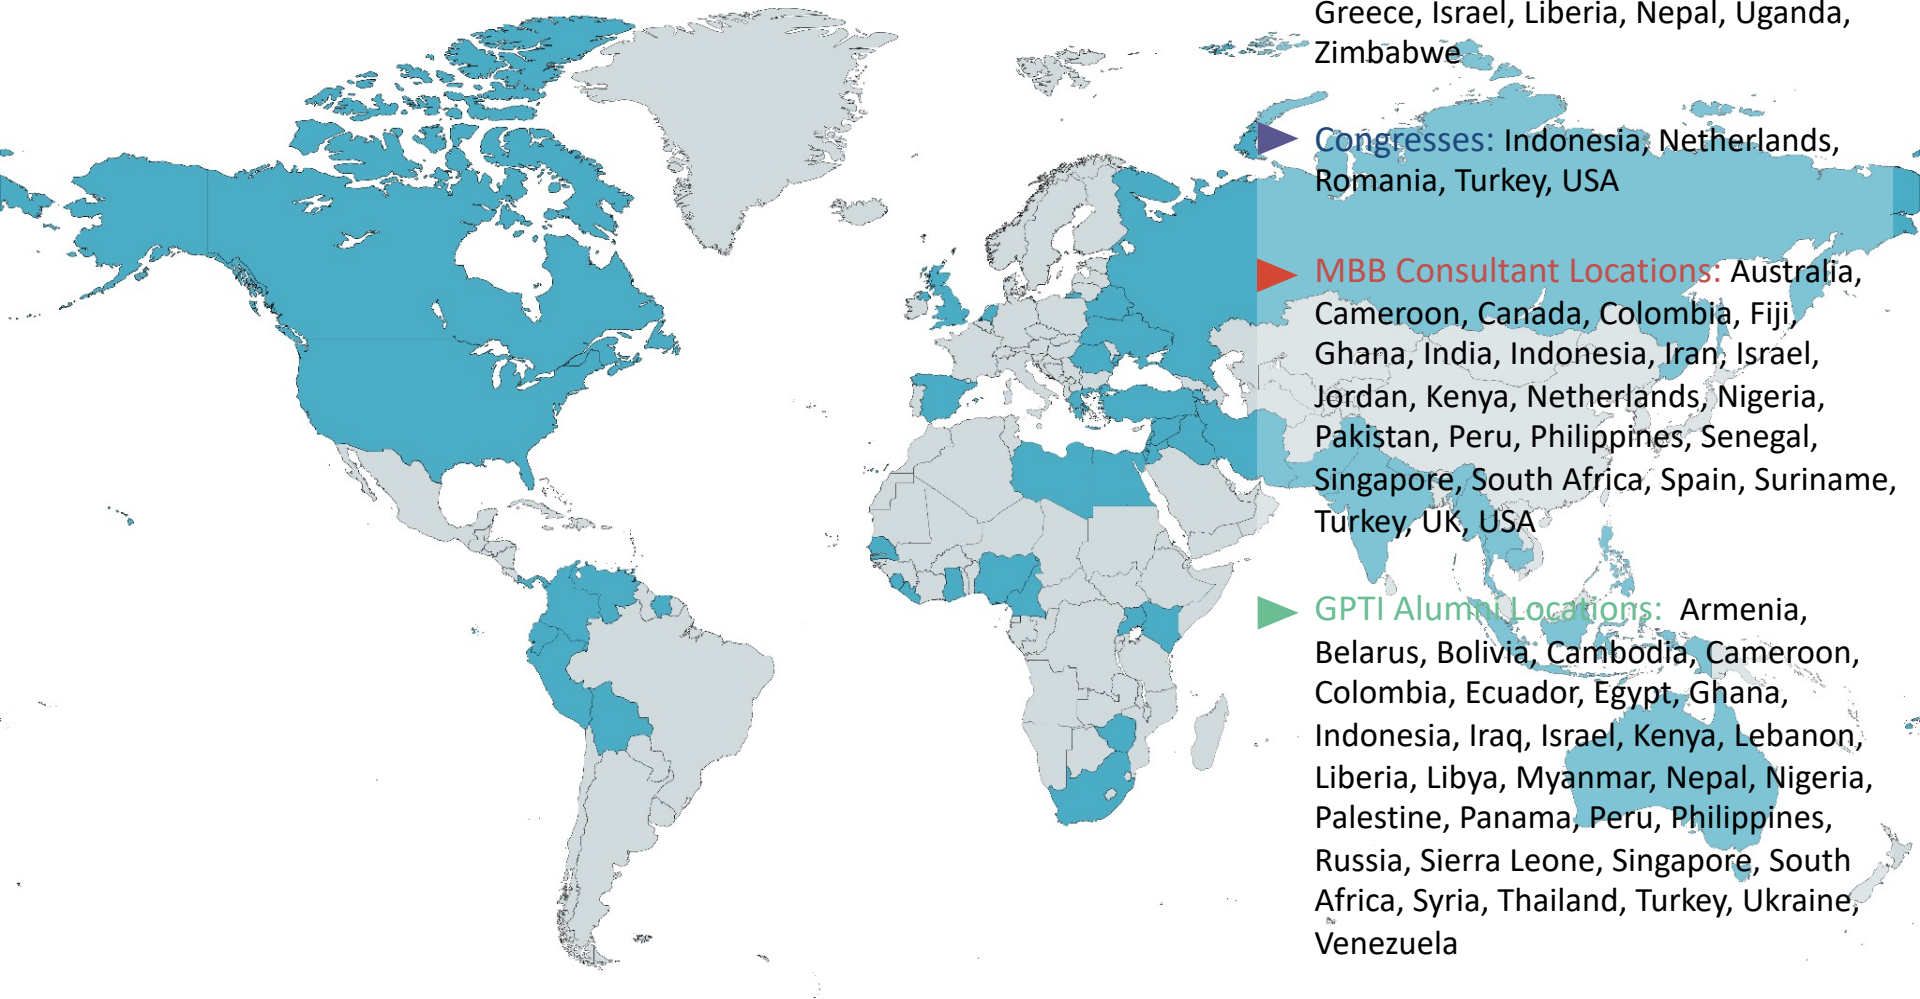 Greece, Israel, Liberia, Nepal, Uganda,
Zimbabwe
Congresses: Indonesia, Netherlands,
Romania, Turkey, USA
MBB Consultant Locations: Australia,
Cameroon, Canada, Colombia, Fiji,
Ghana, India, Indonesia, Iran, Israel,
Jordan, Kenya, Netherlands, Nigeria,
Pakistan, Peru, Philippines, Senegal,
Singapore, South Africa, Spain, Suriname,
Turkey, UK, USA
GPTI Alumni Locations: Armenia,
Belarus, Bolivia, Cambodia, Cameroon,
Colombia, Ecuador, Egypt, Ghana,
Indonesia, Iraq, Israel, Kenya, Lebanon,
Liberia, Libya, Myanmar, Nepal, Nigeria,
Palestine, Panama, Peru, Philippines,
Russia, Sierra Leone, Singapore, South
Africa, Syria, Thailand, Turkey, Ukraine,
Venezuela